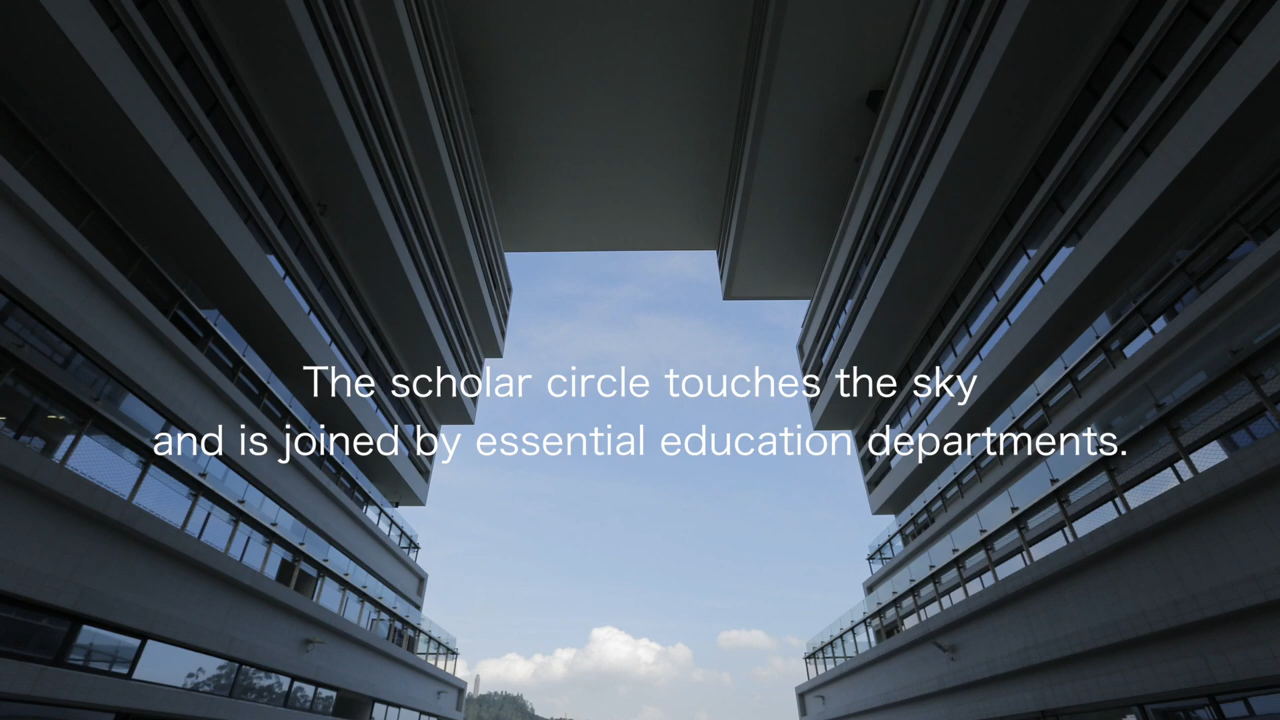 The scholar circle touches the sky
and is joined by essential education departments.